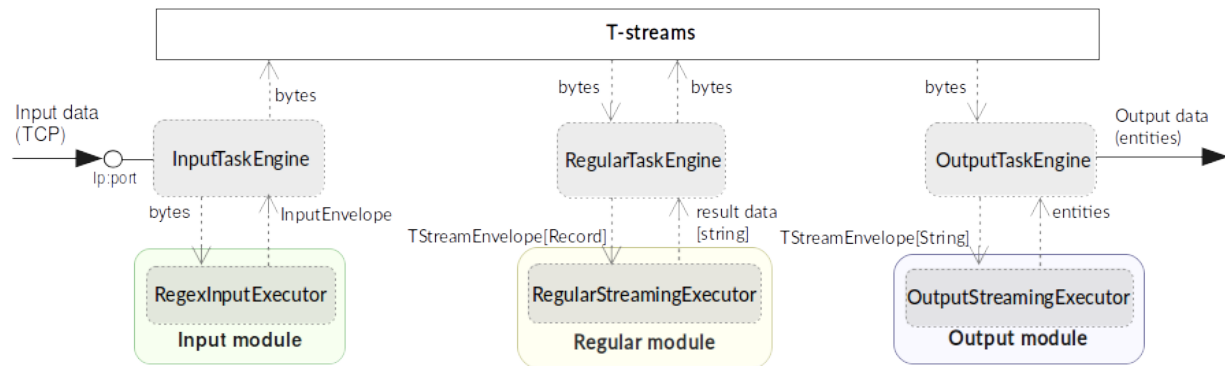 T-streams
bytes
bytes
bytes
bytes
Input data
(TCP)
Ip:port
InputTaskEngine
RegularTaskEngine
OutputTaskEngine
Output data
(entities)
bytes
InputEnvelope
TStreamEnvelope[Record]
result data
[string]
TStreamEnvelope[String]
entities
RegexInputExecutor
Input module
RegularStreamingExecutor
Regular module
OutputStreamingExecutor
Output module